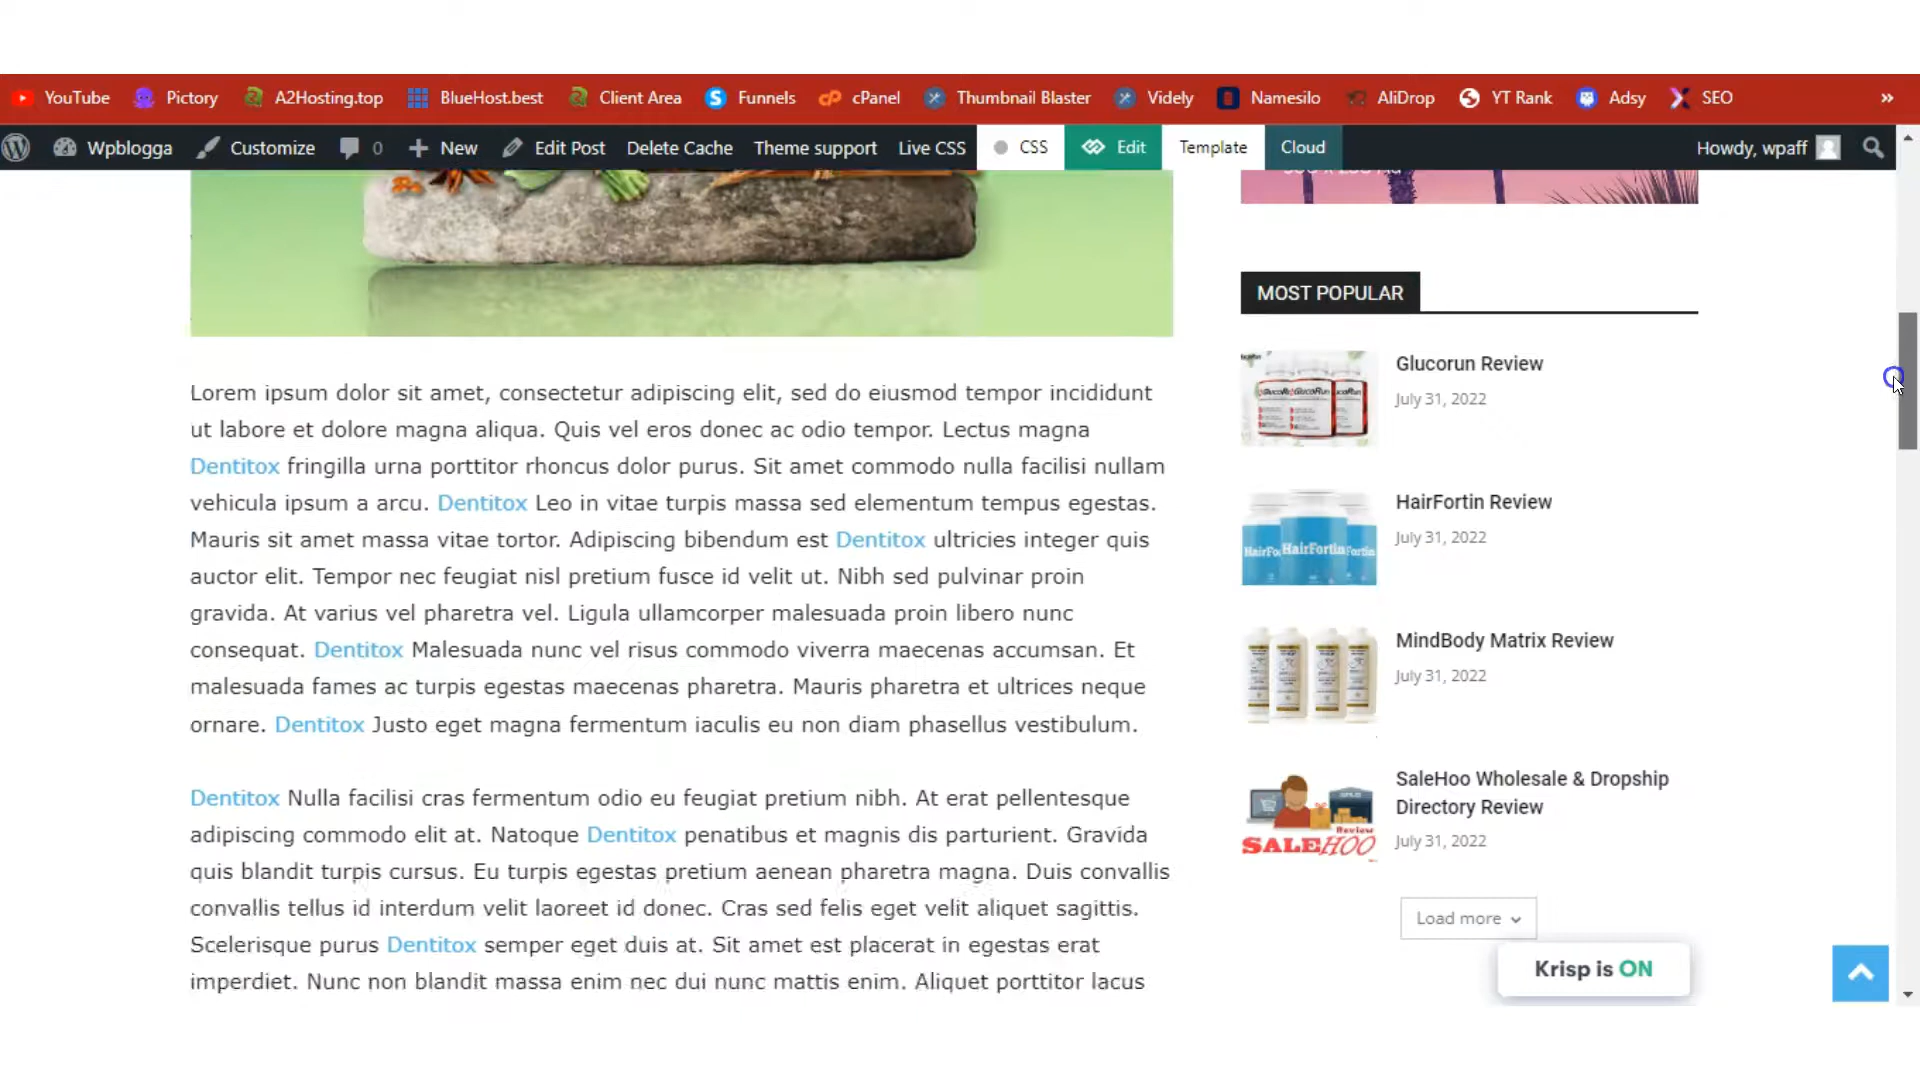 YouTube Pictory A2Hosting.top BlueHost.best Client Area Funnels cPanel Thumbnail Blaster Videly Namesilo AliDrop YT Rank Adsy SEO »
Wpblogga Customize 0 New Edit Post Delete Cache Theme support Live CSS CSS Edit Template Cloud Howdy, wpaff
Lorem ipsum dolor sit amet, consectetur adipiscing elit, sed do eiusmod tempor incididunt
ut labore et dolore magna aliqua. Quis vel eros donec ac odio tempor. Lectus magna
Dentitox fringilla urna porttitor rhoncus dolor purus. Sit amet commodo nulla facilisi nullam
vehicula ipsum a arcu. Dentitox Leo in vitae turpis massa sed elementum tempus egestas.
Mauris sit amet massa vitae tortor. Adipiscing bibendum est Dentitox ultricies integer quis
auctor elit. Tempor nec feugiat nisl pretium fusce id velit ut. Nibh sed pulvinar proin
gravida. At varius vel pharetra vel. Ligula ullamcorper malesuada proin libero nunc
consequat. Dentitox Malesuada nunc vel risus commodo viverra maecenas accumsan. Et
malesuada fames ac turpis egestas maecenas pharetra. Mauris pharetra et ultrices neque
ornare. Dentitox Justo eget magna fermentum iaculis eu non diam phasellus vestibulum.
Dentitox Nulla facilisi cras fermentum odio eu feugiat pretium nibh. At erat pellentesque
adipiscing commodo elit at. Natoque Dentitox penatibus et magnis dis parturient. Gravida
quis blandit turpis cursus. Eu turpis egestas pretium aenean pharetra magna. Duis convallis
convallis tellus id interdum velit laoreet id donec. Cras sed felis eget velit aliquet sagittis.
Scelerisque purus Dentitox semper eget duis at. Sit amet est placerat in egestas erat
imperdiet. Nunc non blandit massa enim nec dui nunc mattis enim. Aliquet porttitor lacus
MOST POPULAR
Glucorun Review
July 31, 2022
HairFortin
HairFortin Review
July 31, 2022
MindBody Matrix Review
July 31, 2022
SaleHoo Wholesale & Dropship
Directory Review
July 31, 2022
Review
SALEHOO
Load more
Krisp is ON